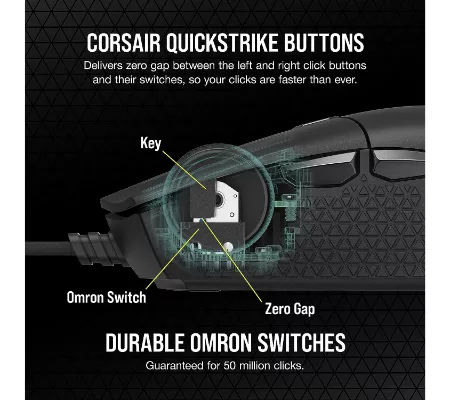 CORSAIR QUICKSTRIKE BUTTONS
Delivers zero gap between the left and right click buttons
and their switches, so your clicks are faster than ever.
Key
Omron Switch
Zero Gap
DURABLE OMRON SWITCHES
Guaranteed for 50 million clicks.